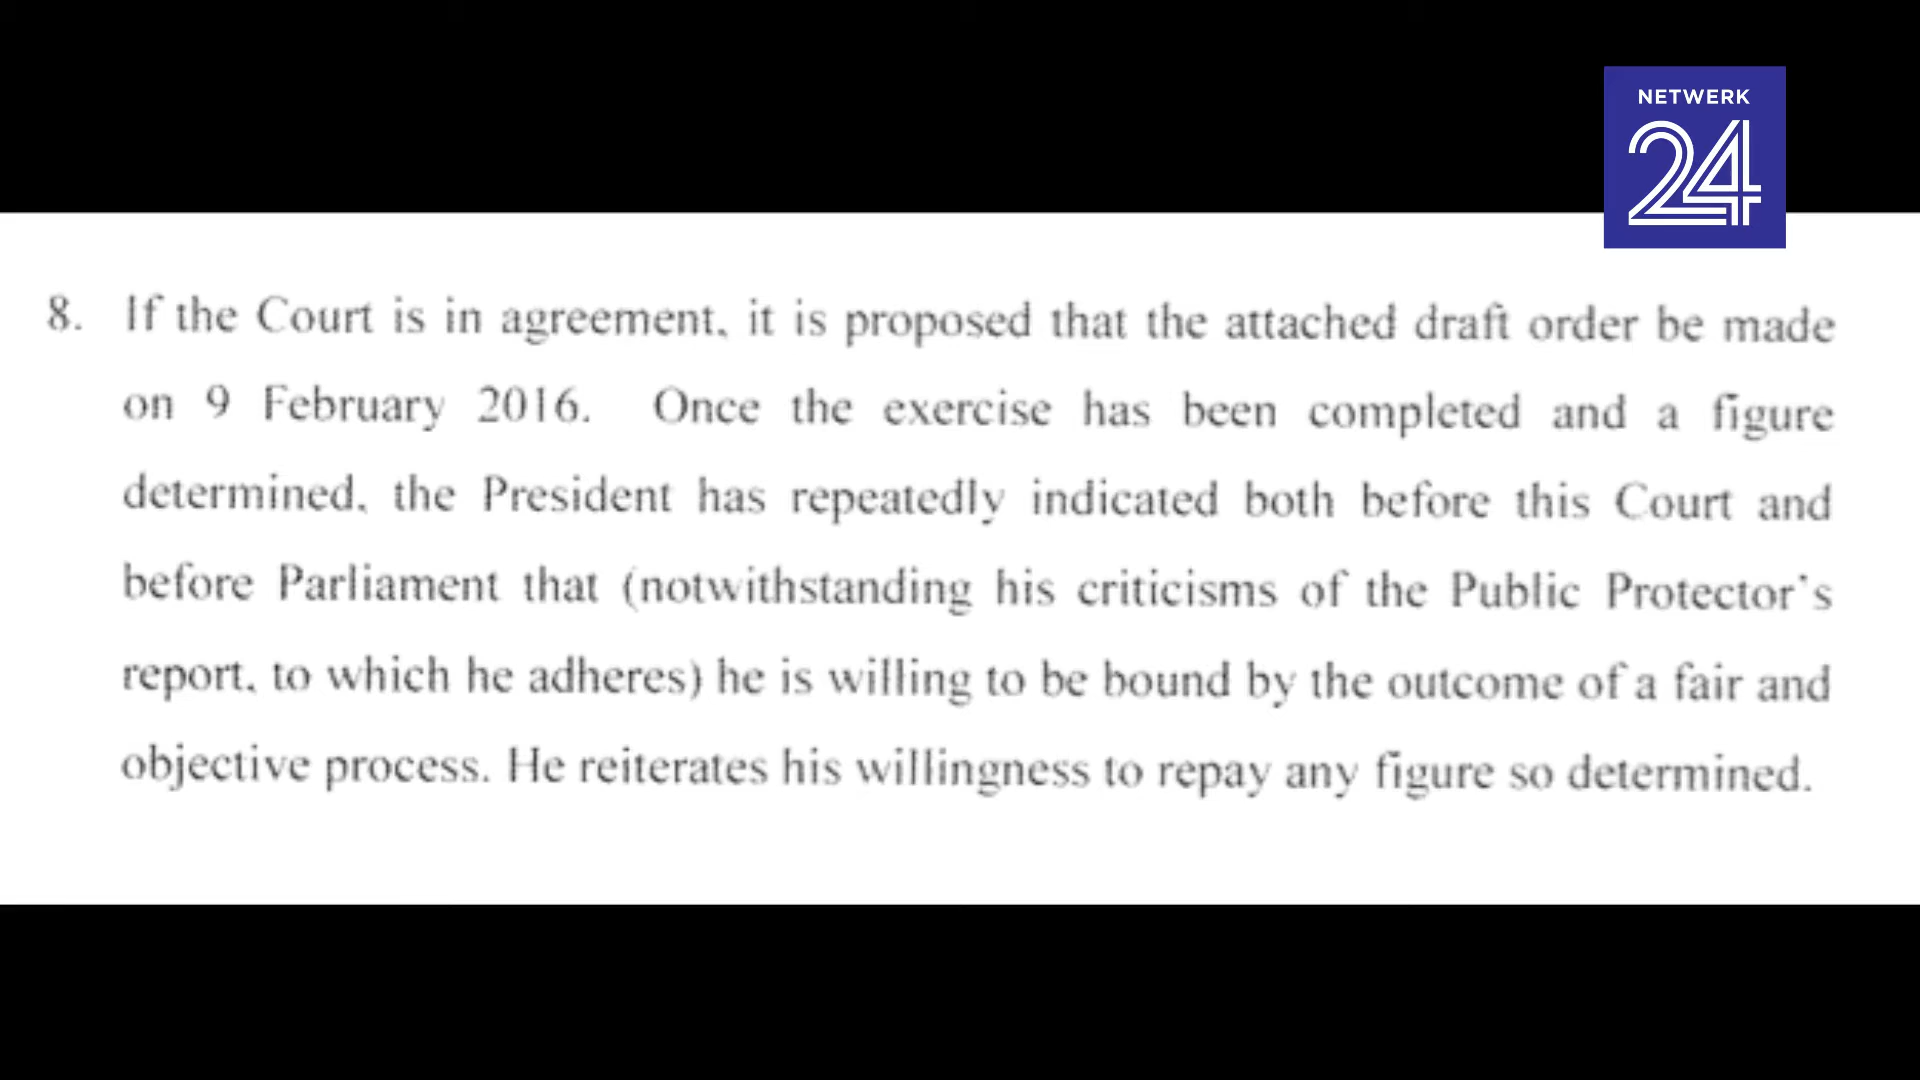 NETWERK
24
8. If the Court is in agreement, it is proposed that the attached draft order be made
on 9 February 2016. Once the exercise has been completed and a figure
determined, the President has repeatedly indicated both before this Court and
before Parliament that (notwithstanding his criticisms of the Public Protector's
report, to which he adheres) he is willing to be bound by the outcome of a fair and
objective process. He reiterates his willingness to repay any figure so determined.